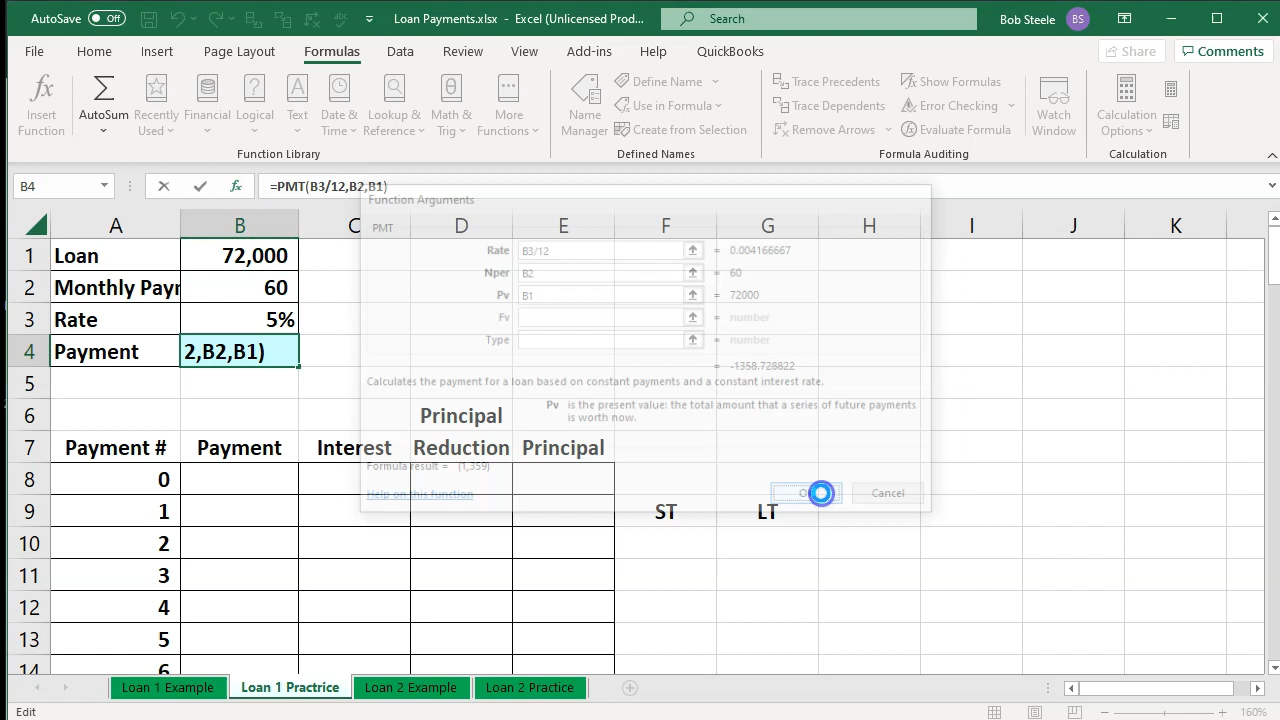 AutoSave Off Loan Payments.xlsx - Excel (Unlicensed Prod... Search Bob Steele BS
File Home Insert Page Layout Formulas Data Review View Add-ins Help QuickBooks Share Comments
Insert Function
AutoSum
Recently Used
Financial
Logical
Text
Date & Time
Lookup & Reference
Math & Trig
More Functions
Function Library
Name Manager
Define Name
Use in Formula
Create from Selection
Defined Names
Trace Precedents
Trace Dependents
Remove Arrows
Show Formulas
Error Checking
Evaluate Formula
Formula Auditing
Watch Window
Calculation Options
Calculation
B4 fx =PMT(B3/12,B2,B1)
Function Arguments
PMT
Rate B3/12 = 0.004166667
Nper B2 = 60
Pv B1 = 72000
Fv = number
Type = number
= -1358.728822
Calculates the payment for a loan based on constant payments and a constant interest rate.
Pv is the present value: the total amount that a series of future payments
is worth now.
Formula result = (1,359)
Help on this function
Cancel
A B C D E F G H I J K
1 Loan 72,000
2 Monthly Payr 60
3 Rate 5%
4 Payment 2,B2,B1)
5
6 Principal
7 Payment # Payment Interest Reduction Principal
8 0
9 1 ST LT
10 2
11 3
12 4
13 5
14 6
Loan 1 Example Loan 1 Practrice Loan 2 Example Loan 2 Practice
Edit 160%